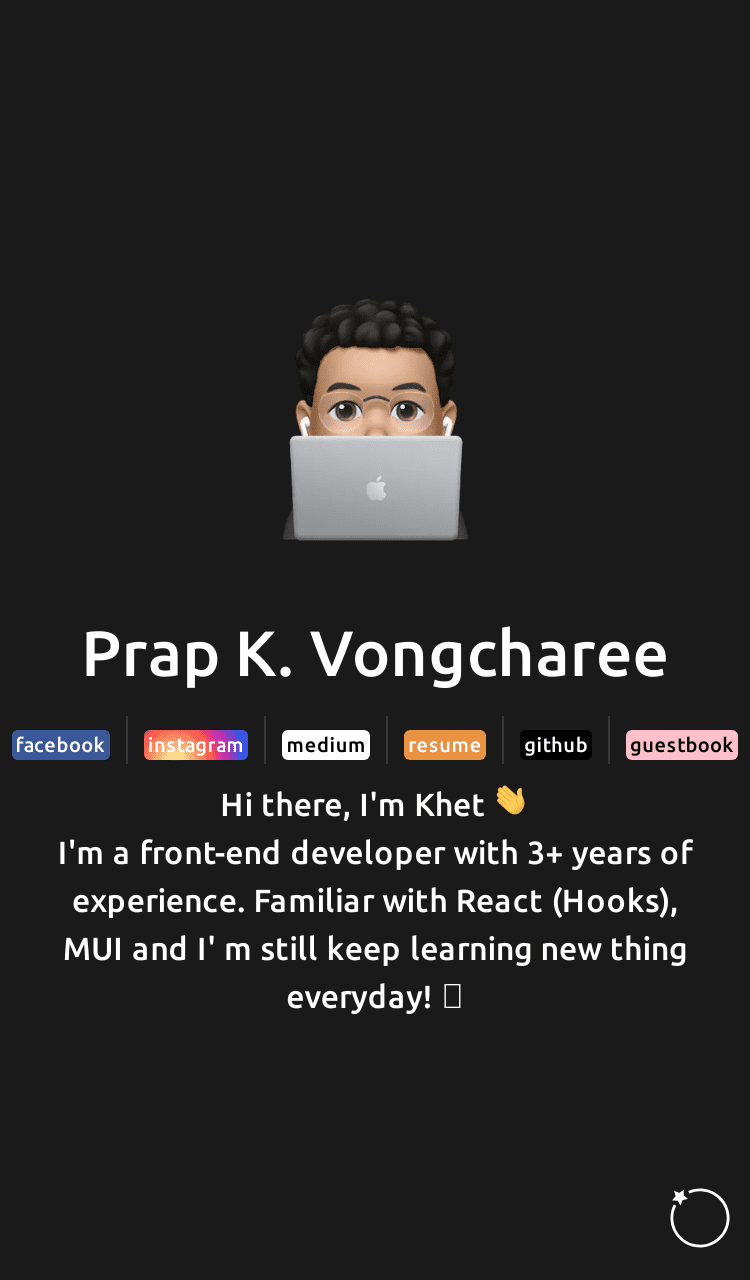 Prap K. Vongcharee
facebook instagram medium resume github guestbook
Hi there, I'm Khet 👋
I'm a front-end developer with 3+ years of
experience. Familiar with React (Hooks),
MUI and I' m still keep learning new thing
everyday!